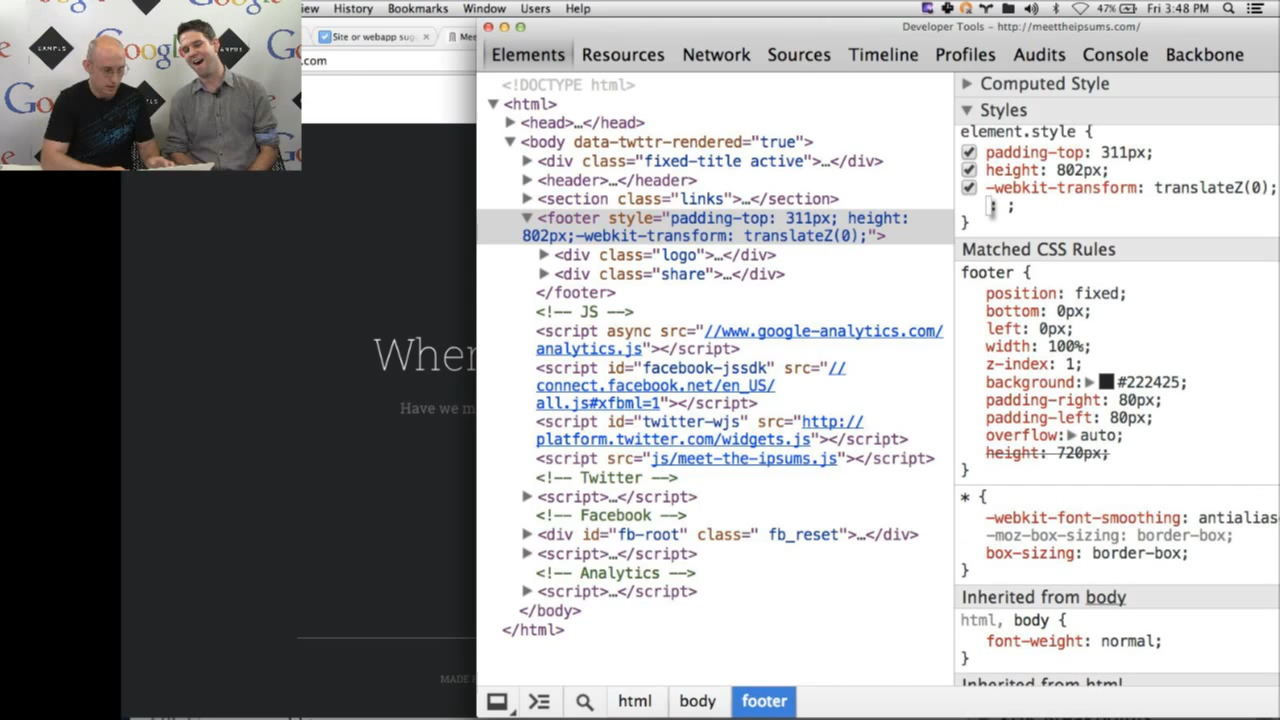 view History Bookmarks Window Users Help
47% Fri 3:48 PM
Google
Site or webapp sug
Mee
.com
Developer Tools - http://meettheipsums.com/
Elements Resources Network Sources Timeline Profiles Audits Console Backbone
<!DOCTYPE html>
<html>
<head>…</head>
<body data-twttr-rendered="true">
<div class="fixed-title active">…</div>
<header>…</header>
<section class="links">…</section>
<footer style="padding-top: 311px; height:
802px;-webkit-transform: translateZ(0);">
<div class="logo">…</div>
<div class="share">…</div>
</footer>
<!-- JS -->
<script async src="//www.google-analytics.com/
analytics.js"></script>
<script id="facebook-jssdk" src="//
connect.facebook.net/en_US/
all.js#xfbml=1"></script>
<script id="twitter-wjs" src="http://
platform.twitter.com/widgets.js"></script>
<script src="js/meet-the-ipsums.js"></script>
<!-- Twitter -->
<script>…</script>
<!-- Facebook -->
<div id="fb-root" class=" fb_reset">…</div>
<script>…</script>
<!-- Analytics -->
<script>…</script>
</body>
</html>
html body footer
Computed Style
Styles
element.style {
padding-top: 311px;
height: 802px;
-webkit-transform: translateZ(0);
: ;
}
Matched CSS Rules
footer {
position: fixed;
bottom: 0px;
left: 0px;
width: 100%;
z-index: 1;
background: #222425;
padding-right: 80px;
padding-left: 80px;
overflow: auto;
height: 720px;
}
* {
-webkit-font-smoothing: antialias
-moz-box-sizing: border-box;
box-sizing: border-box;
}
Inherited from body
html, body {
font-weight: normal;
}
Inherited from html
When
Have we m
MADE